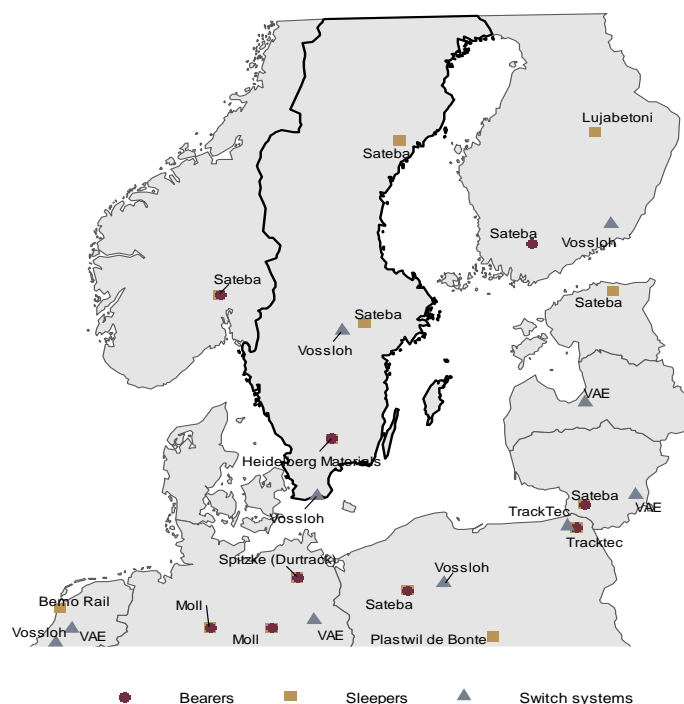 Lujabetoni
Sateba
Sateba
Vossloh
Sateba
Sateba
Sateba
Vossloh
VAE
Heidelberg Materials
Sateba
VAE
TrackTec
Vossloh
Tracktec
Spitzke (Durtrack)
Vossloh
Sateba
Bemo Rail
Moll
Vossloh
VAE
Moll
VAE
Plastwil de Bonte
Bearers
Sleepers
Switch systems